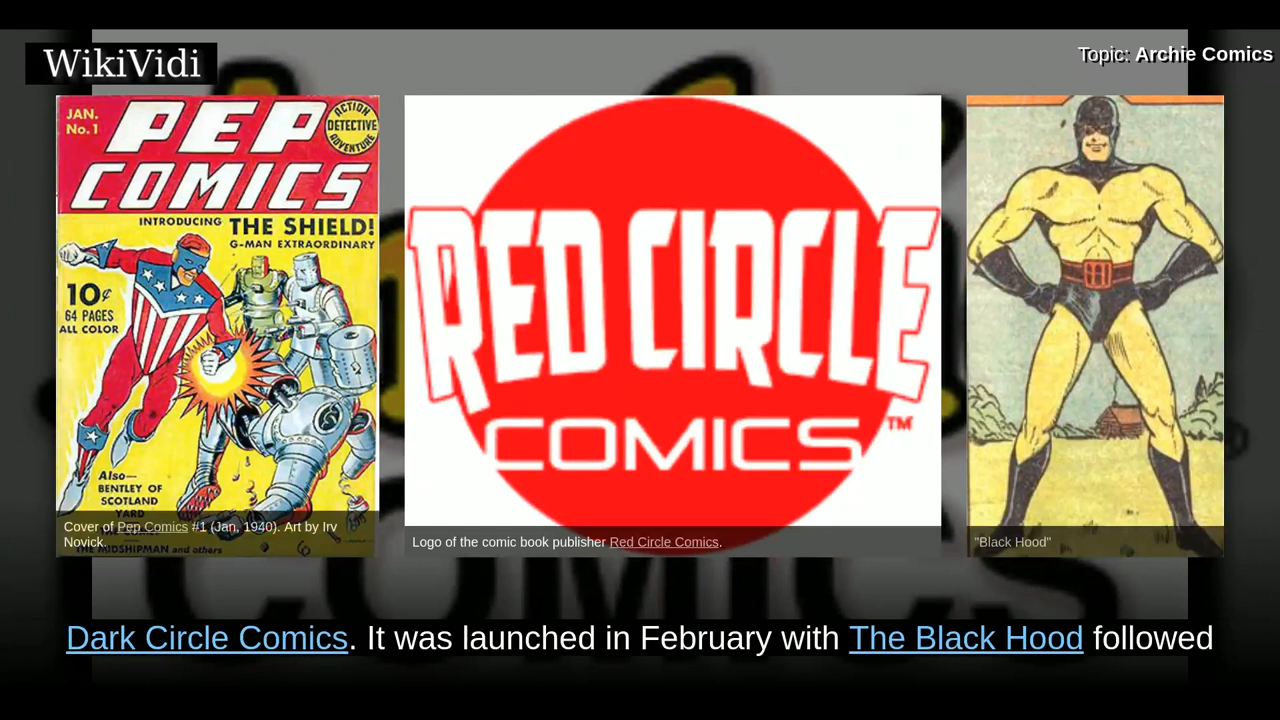 WikiVidi
Topic: Archie Comics
JAN.
No. 1
PEP
COMICS
ACTION
DETECTIVE
ADVENTURE
INTRODUCING THE SHIELD!
G-MAN EXTRAORDINARY
10¢
64 PAGES
ALL COLOR
Also—
BENTLEY OF
SCOTLAND
YARD
THE MIDSHIPMAN and others
Cover of Pep Comics #1 (Jan, 1940). Art by Irv
Novick.
RED CIRCLE
COMICS
TM
Logo of the comic book publisher Red Circle Comics.
"Black Hood"
Dark Circle Comics. It was launched in February with The Black Hood followed